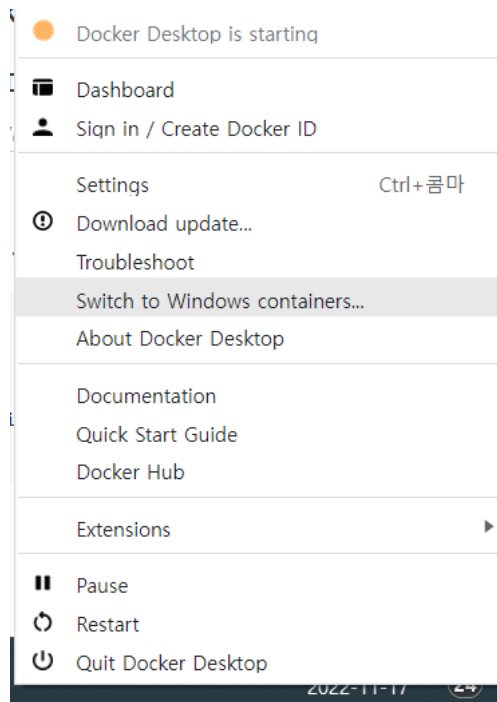 Docker Desktop is starting
Dashboard
Sign in / Create Docker ID
Settings Ctrl+콤마
Download update...
Troubleshoot
Switch to Windows containers...
About Docker Desktop
Documentation
Quick Start Guide
Docker Hub
Extensions
Pause
Restart
Quit Docker Desktop
2022-11-17 24